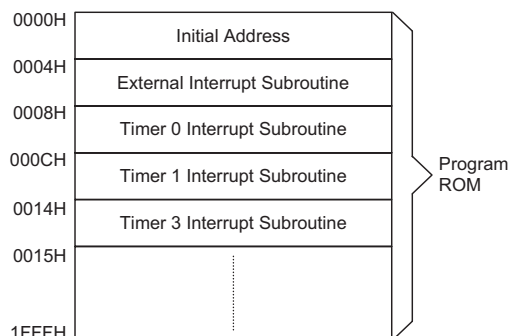 0000H
Initial Address
0004H
External Interrupt Subroutine
0008H
Timer 0 Interrupt Subroutine
000CH
Timer 1 Interrupt Subroutine
Program
ROM
0014H
Timer 3 Interrupt Subroutine
0015H
1FFFH